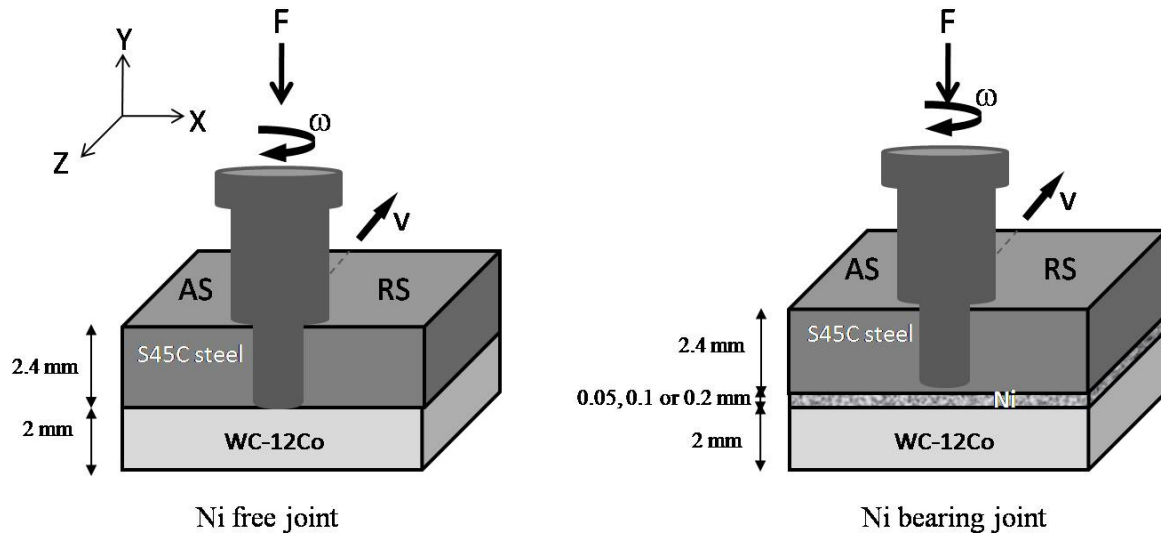 F
Y
ω
X
Z
V
AS
RS
S45C steel
2.4 mm
2 mm
WC-12Co
Ni free joint
F
ω
V
AS
RS
S45C steel
2.4 mm
0.05, 0.1 or 0.2 mm
Ni
2 mm
WC-12Co
Ni bearing joint